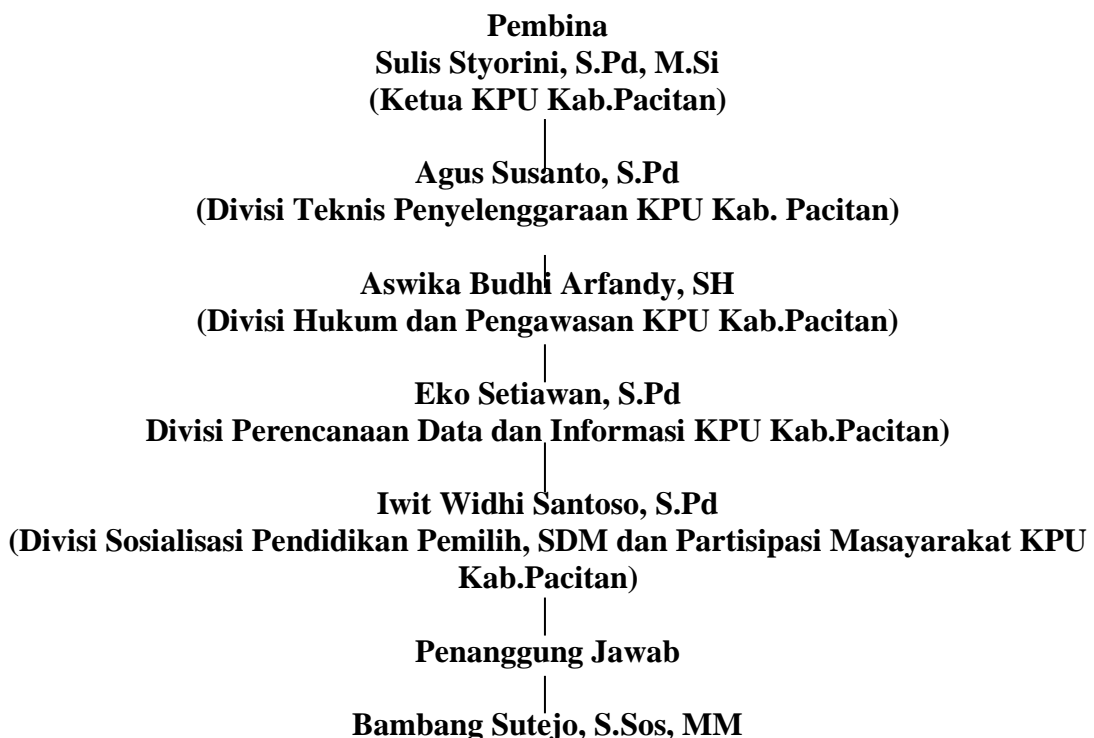 Pembina
Sulis Styorini, S.Pd, M.Si
(Ketua KPU Kab.Pacitan)
Agus Susanto, S.Pd
(Divisi Teknis Penyelenggaraan KPU Kab. Pacitan)
Aswika Budhi Arfandy, SH
(Divisi Hukum dan Pengawasan KPU Kab.Pacitan)
Eko Setiawan, S.Pd
Divisi Perencanaan Data dan Informasi KPU Kab.Pacitan)
Iwit Widhi Santoso, S.Pd
(Divisi Sosialisasi Pendidikan Pemilih, SDM dan Partisipasi Masayarakat KPU
Kab.Pacitan)
Penanggung Jawab
Bambang Sutejo, S.Sos, MM